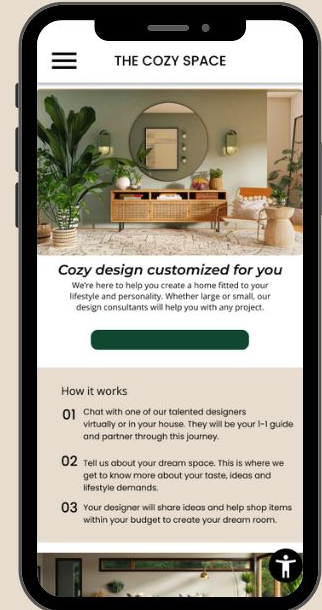 THE COZY SPACE
Cozy design customized for you
We're here to help you create a home fitted to your
lifestyle and personality. Whether large or small, our
design consultants will help you with any project.
How it works
01 Chat with one of our talented designers
virtually or in your house. They will be your 1-1 guide
and partner through this journey.
02 Tell us about your dream space. This is where we
get to know more about your taste, ideas and
lifestyle demands.
03 Your designer will share ideas and help shop items
within your budget to create your dream room.